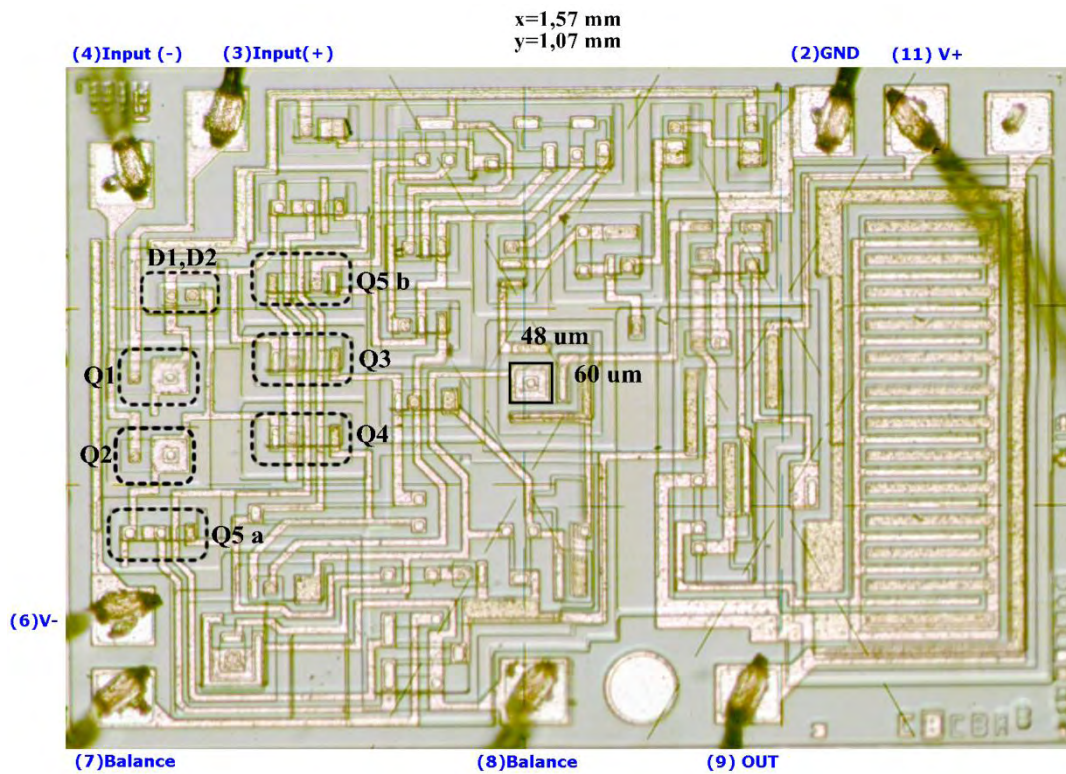 x=1,57 mm
y=1,07 mm
(4)Input (-)
(3)Input(+)
(2)GND
(11) V+
D1,D2
Q5 b
48 um
Q3
60 um
Q1
Q4
Q2
Q5 a
(6)V-
(7)Balance
(8)Balance
(9) OUT